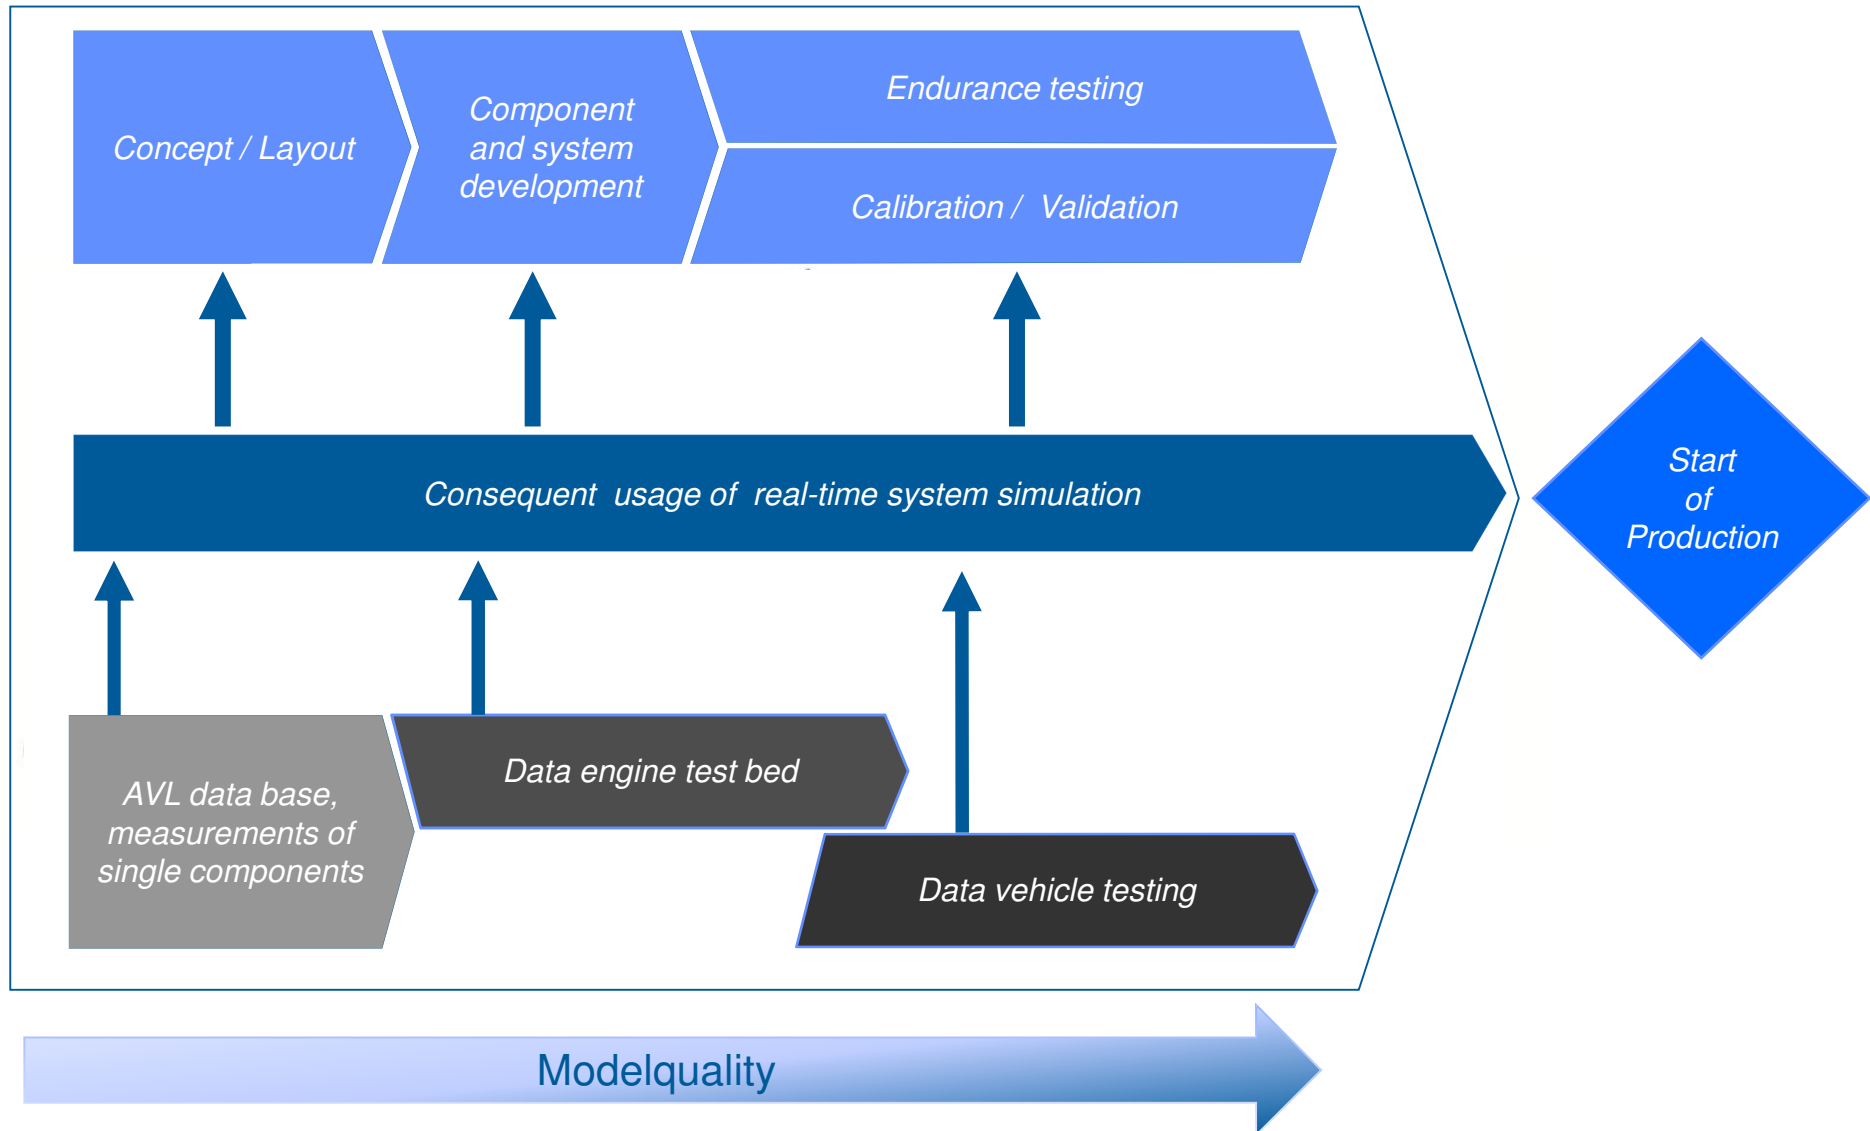 Concept / Layout
Component
and system
development
Endurance testing
Calibration / Validation
Consequent usage of real-time system simulation
Start
of
Production
AVL data base,
measurements of
single components
Data engine test bed
Data vehicle testing
Modelquality